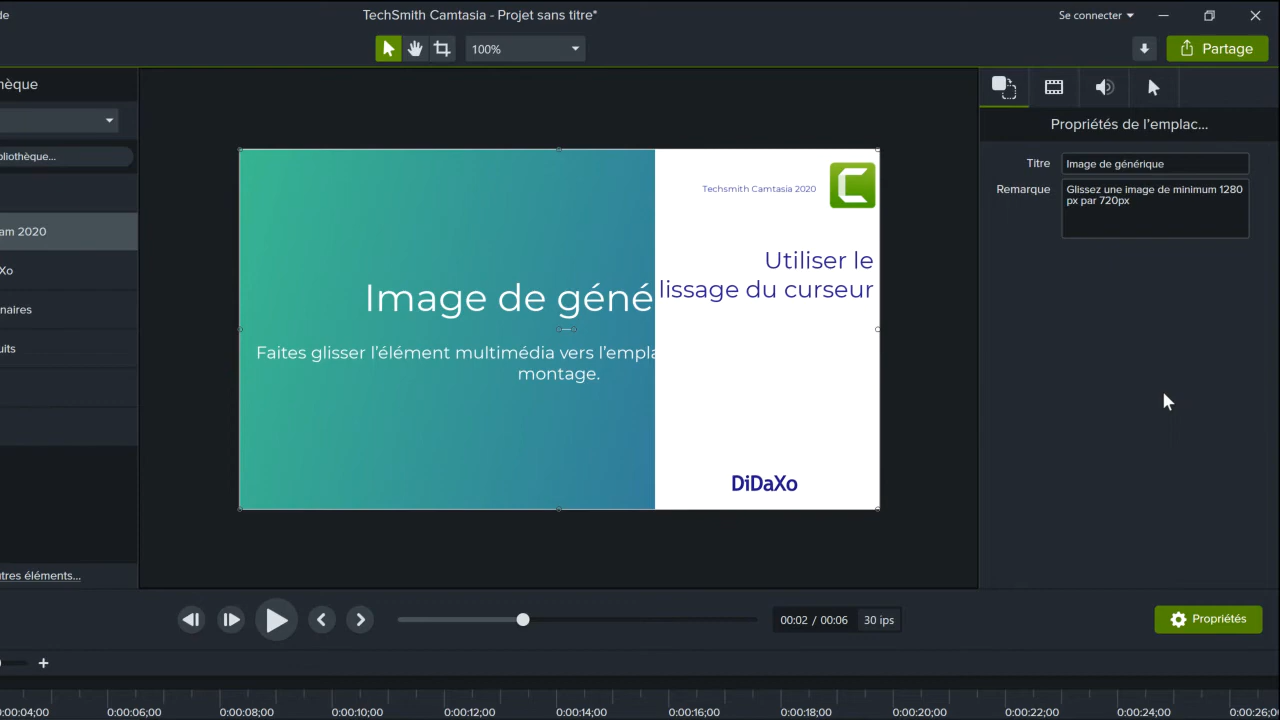 de
TechSmith Camtasia - Projet sans titre*
Se connecter
100%
Partage
hèque
bliothèque...
am 2020
Xo
naires
uits
utres éléments...
Techsmith Camtasia 2020
Utiliser le
lissage du curseur
Image de géné
Faites glisser l'élément multimédia vers l'empla
montage.
DiDaXo
Propriétés de l'emplac...
Titre
Image de générique
Remarque
Glissez une image de minimum 1280
px par 720px
00:02 / 00:06
30 ips
Propriétés
+
0:00:04;00
0:00:06;00
0:00:08;00
0:00:10;00
0:00:12;00
0:00:14;00
0:00:16;00
0:00:18;00
0:00:20;00
0:00:22;00
0:00:24;00
0:00:26;0